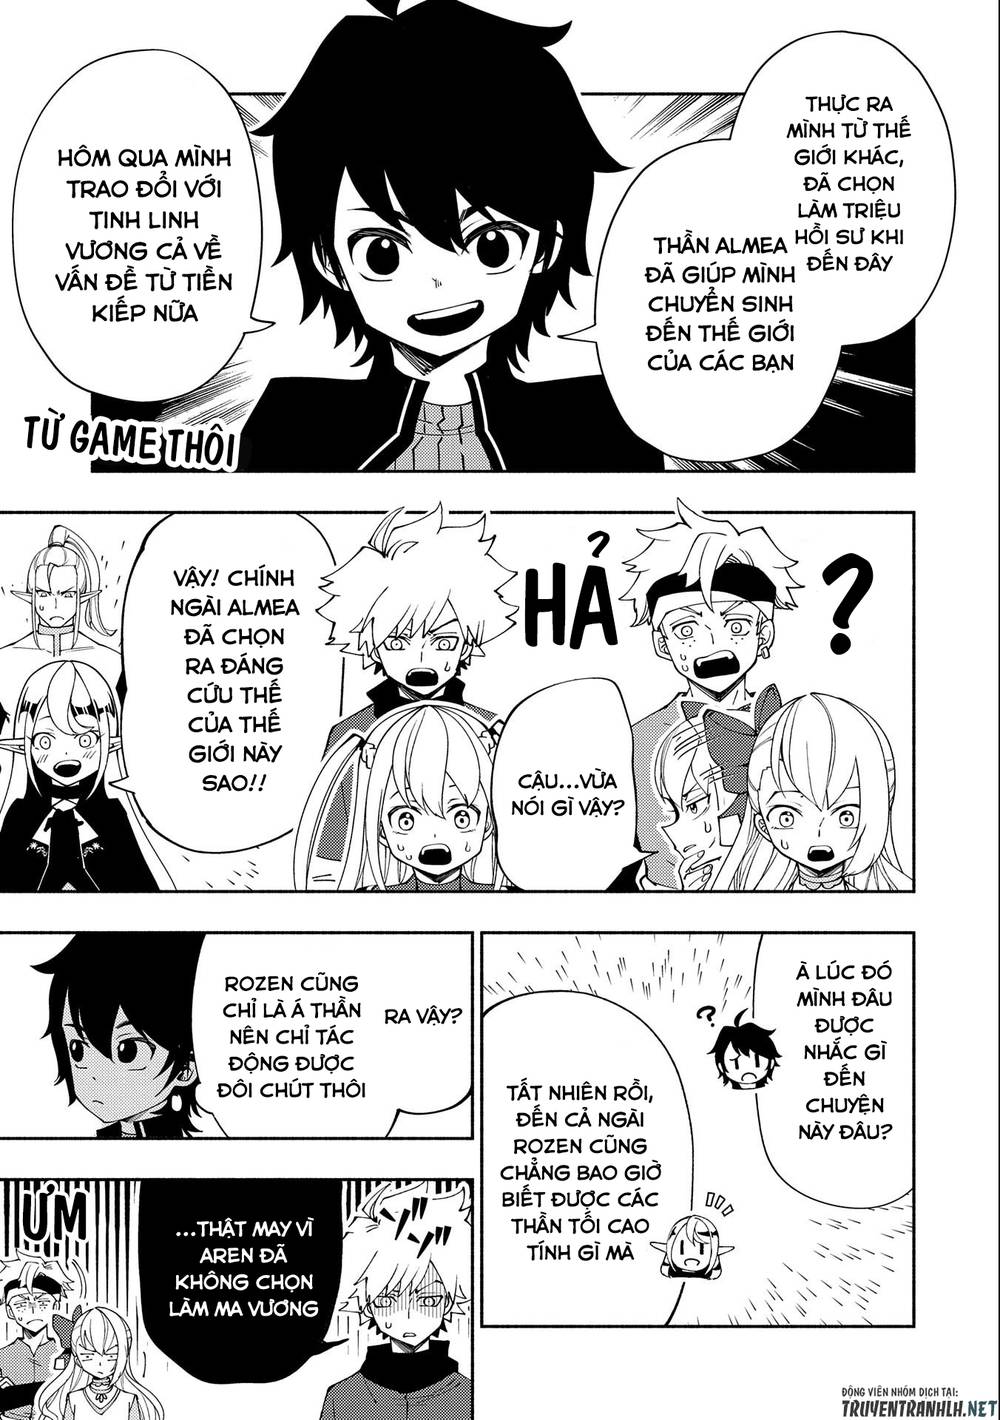 THỰC RA
MÌNH TỪ THẾ
GIỚI KHÁC,
ĐÃ CHỌN
LÀM TRIỆU
HỒI SƯ KHI
ĐẾN ĐÂY
THẦN ALMEA
ĐÃ GIÚP MÌNH
CHUYỂN SINH
ĐẾN THẾ GIỚI
CỦA CÁC BẠN
HÔM QUA MÌNH
TRAO ĐỔI VỚI
TINH LINH
VƯƠNG CẢ VỀ
VẤN ĐỀ TỪ TIỀN
KIẾP NỮA
TỪ GAME THÔI
HẢ ?
CẬU...VỪA
NÓI GÌ VẬY?
VẬY! CHÍNH
NGÀI ALMEA
ĐÃ CHỌN
RA ĐÁNG
CỨU THẾ
CỦA THẾ
GIỚI NÀY
SAO!!
À LÚC ĐÓ
MÌNH ĐÂU
ĐƯỢC
NHẮC GÌ
ĐẾN
CHUYỆN
NÀY ĐÂU?
?
TẤT NHIÊN RỒI,
ĐẾN CẢ NGÀI
ROZEN CŨNG
CHẲNG BAO GIỜ
BIẾT ĐƯỢC CÁC
THẦN TỐI CAO
TÍNH GÌ MÀ
RA VẬY?
ROZEN CŨNG
CHỈ LÀ Á THẦN
NÊN CHỈ TÁC
ĐỘNG ĐƯỢC
ĐÔI CHÚT THÔI
...THẬT MAY VÌ
AREN ĐÃ
KHÔNG CHỌN
LÀM MA VƯƠNG
ƯM
ĐỘNG VIÊN NHÓM DỊCH TẠI:
TRUYENTRANHLH.NET